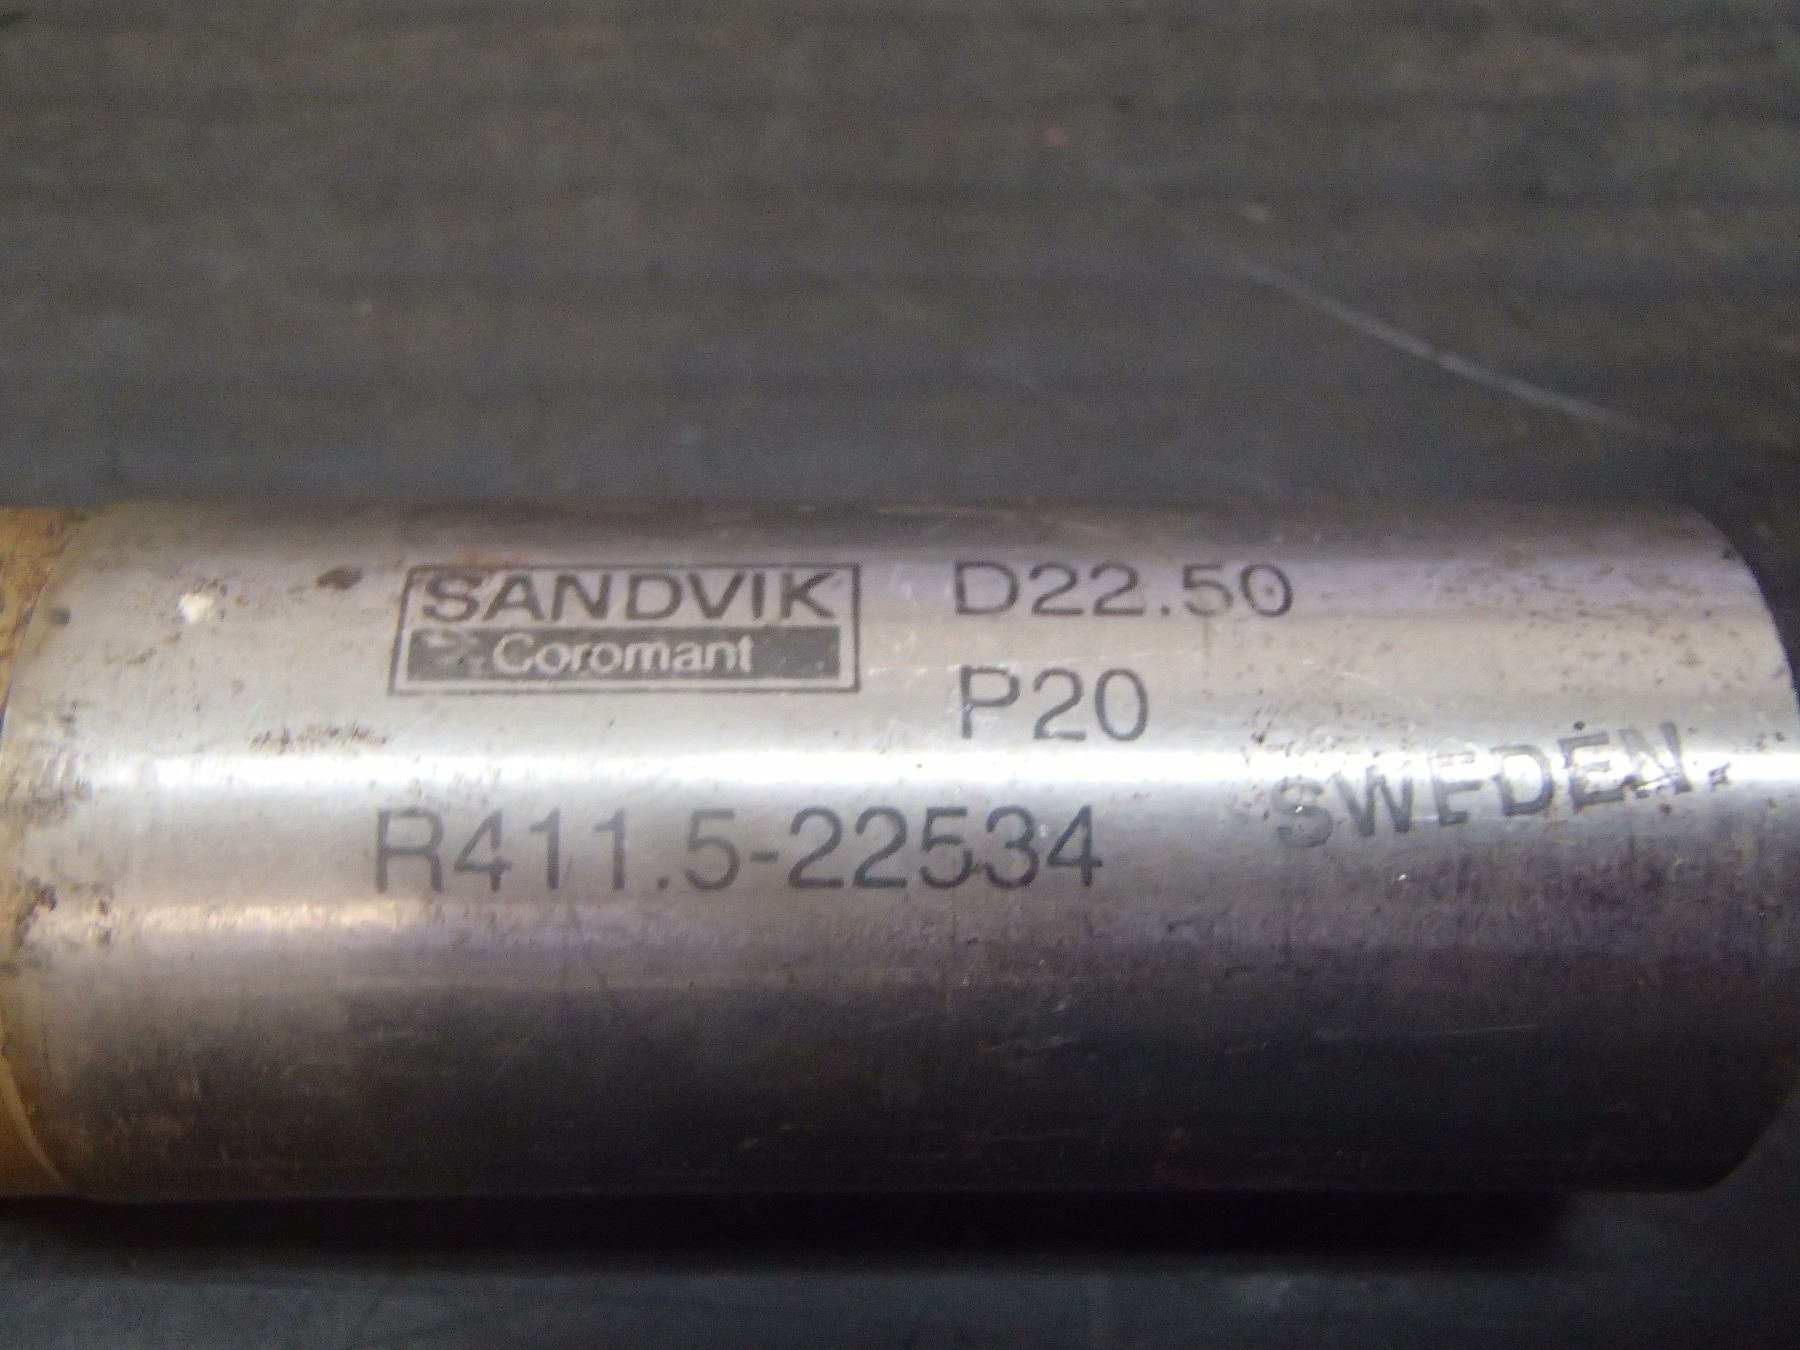 SANDVIK
Coromant
D22.50
P20
R411.5-22534
SWEDEN.